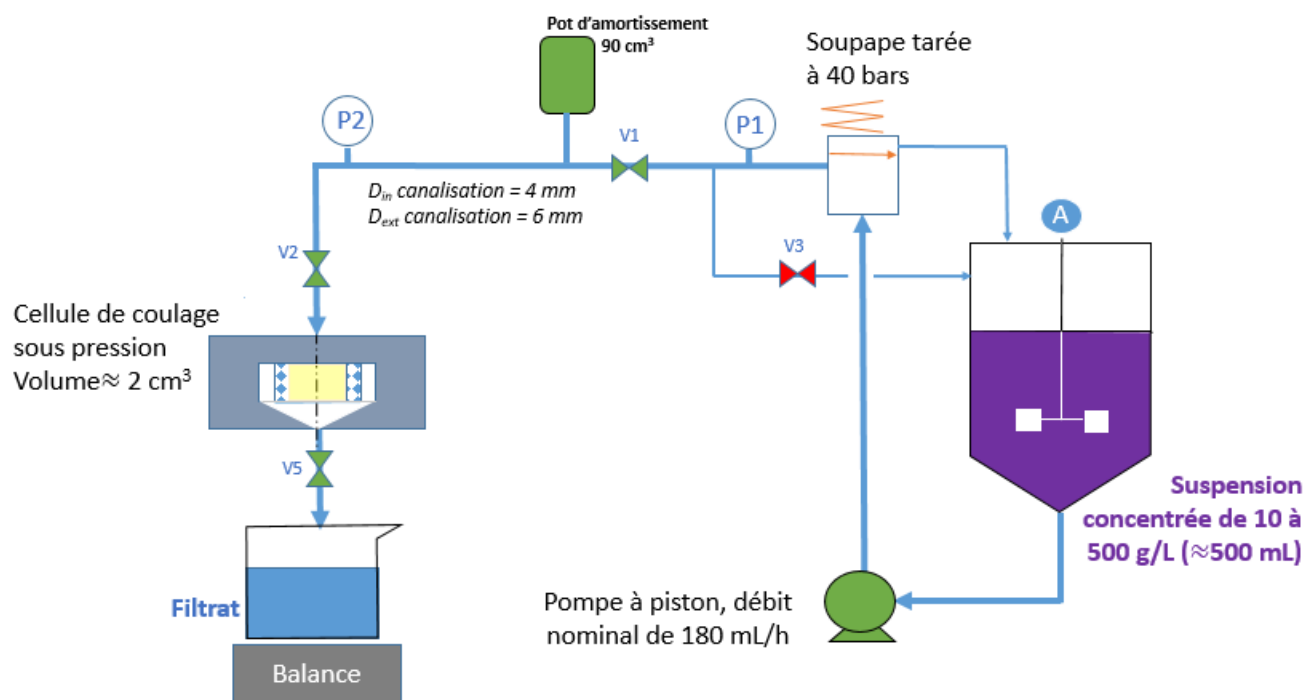 Pot d'amortissement
90 cm³
Soupape tarée
à 40 bars
P2
V1
P1
D_in canalisation = 4 mm
D_ext canalisation = 6 mm
A
V2
V3
Cellule de coulage
sous pression
Volume≈ 2 cm³
V5
Suspension
concentrée de 10 à
500 g/L (≈500 mL)
Filtrat
Pompe à piston, débit
nominal de 180 mL/h
Balance